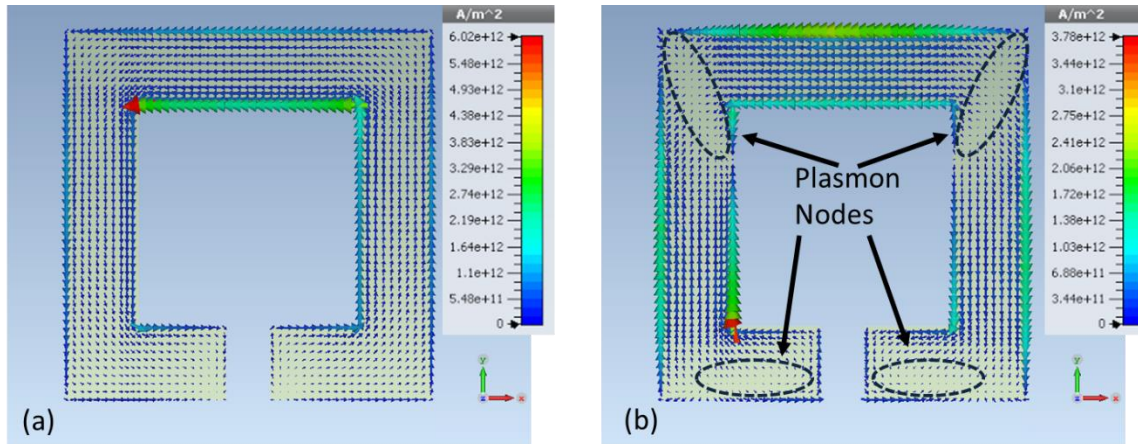 A/m^2
6.02e+12
5.48e+12
4.93e+12
4.38e+12
3.83e+12
3.29e+12
2.74e+12
2.19e+12
1.64e+12
1.1e+12
5.48e+11
0
y
x
z
(a)
A/m^2
3.78e+12
3.44e+12
3.1e+12
2.75e+12
2.41e+12
2.06e+12
1.72e+12
1.38e+12
1.03e+12
6.88e+11
3.44e+11
0
Plasmon
Nodes
y
x
z
(b)